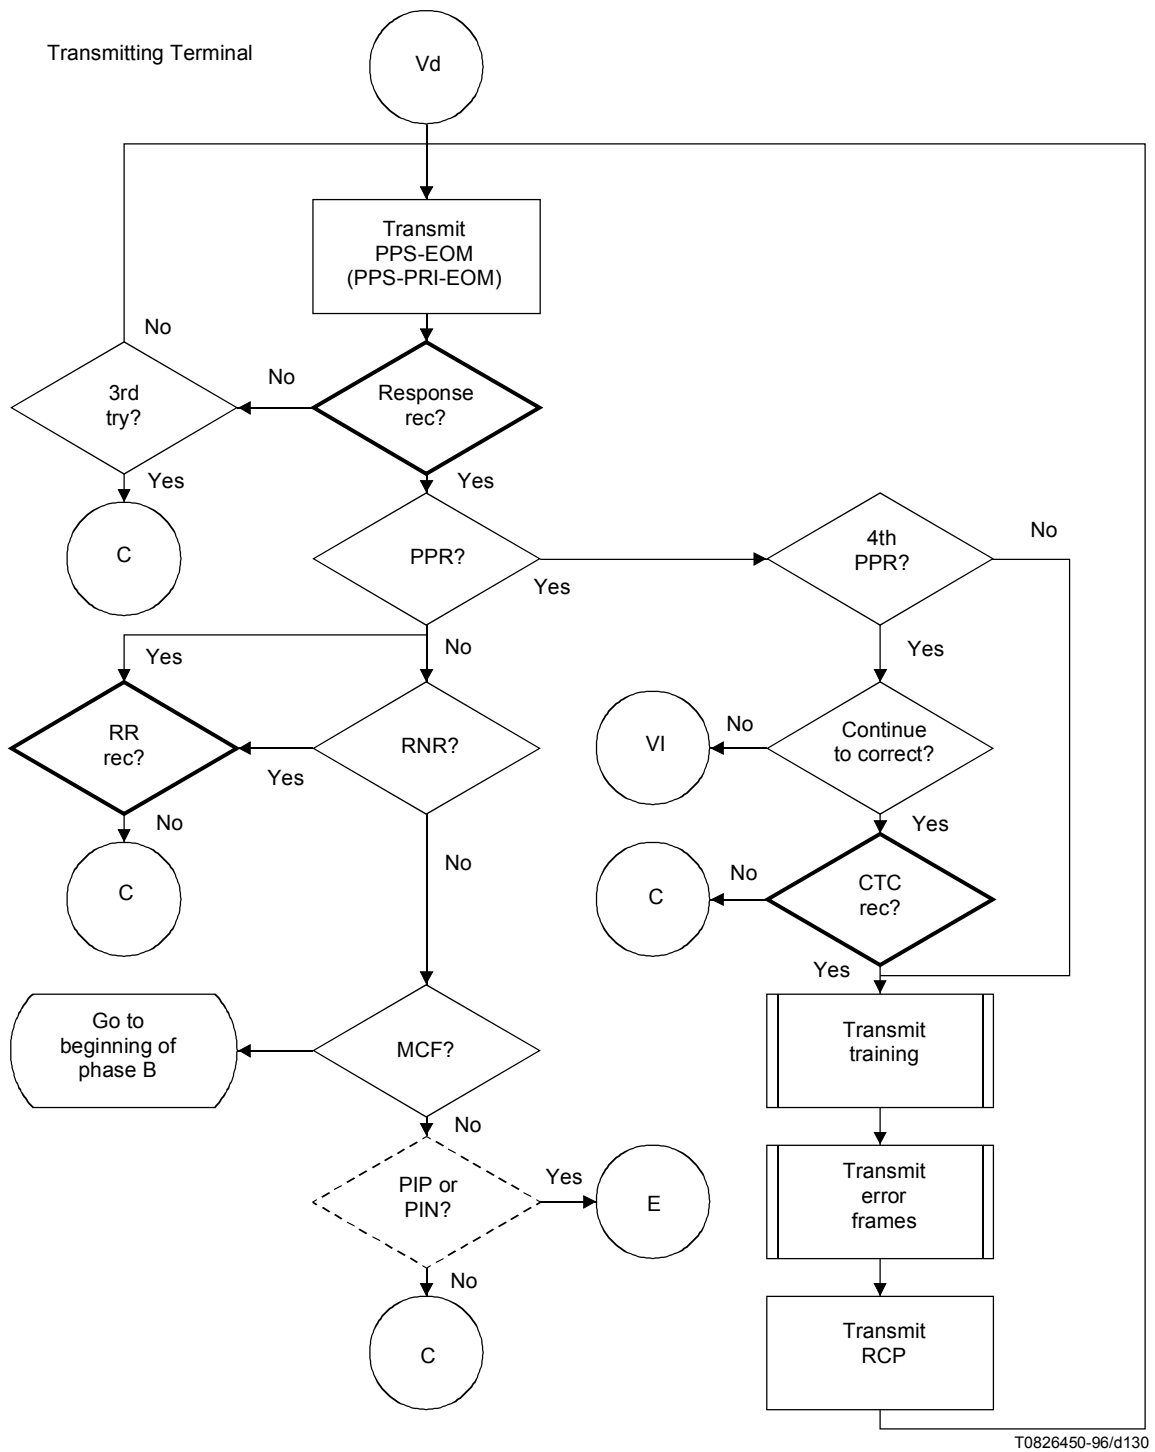 Transmitting Terminal
Vd
Transmit
PPS-EOM
(PPS-PRI-EOM)
No
3rd
try?
No
Response
rec?
Yes
Yes
C
PPR?
Yes
4th
PPR?
No
Yes
No
Yes
RR
rec?
Yes
RNR?
No
C
No
VI
No
Continue
to correct?
Yes
C
No
CTC
rec?
Yes
Go to
beginning of
phase B
MCF?
No
Transmit
training
PIP or
PIN?
Yes
E
No
C
Transmit
error
frames
Transmit
RCP
T0826450-96/d130